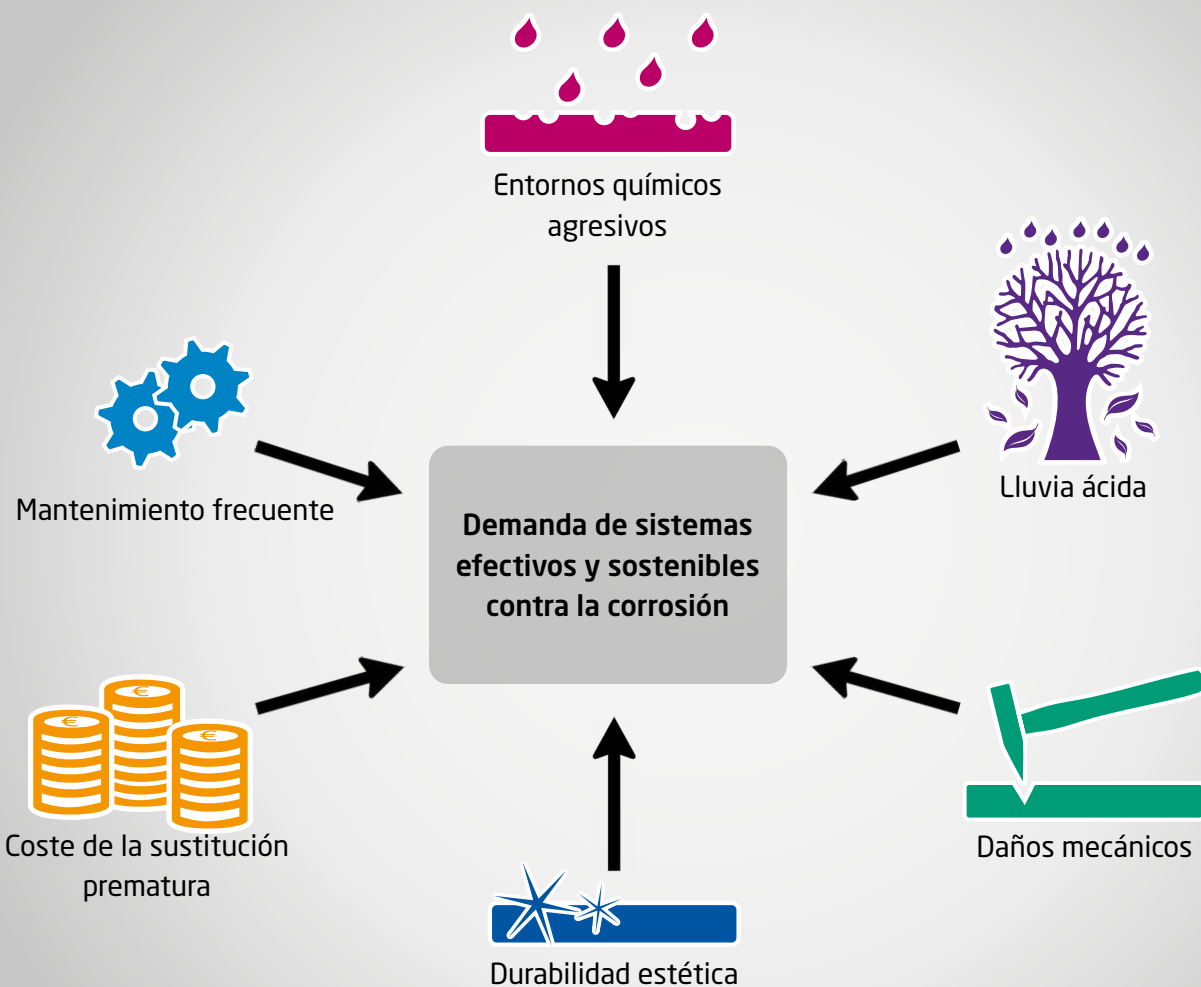 Entornos químicos
agresivos
Mantenimiento frecuente
Lluvia ácida
Demanda de sistemas
efectivos y sostenibles
contra la corrosión
€
€
€
Coste de la sustitución
prematura
Daños mecánicos
Durabilidad estética